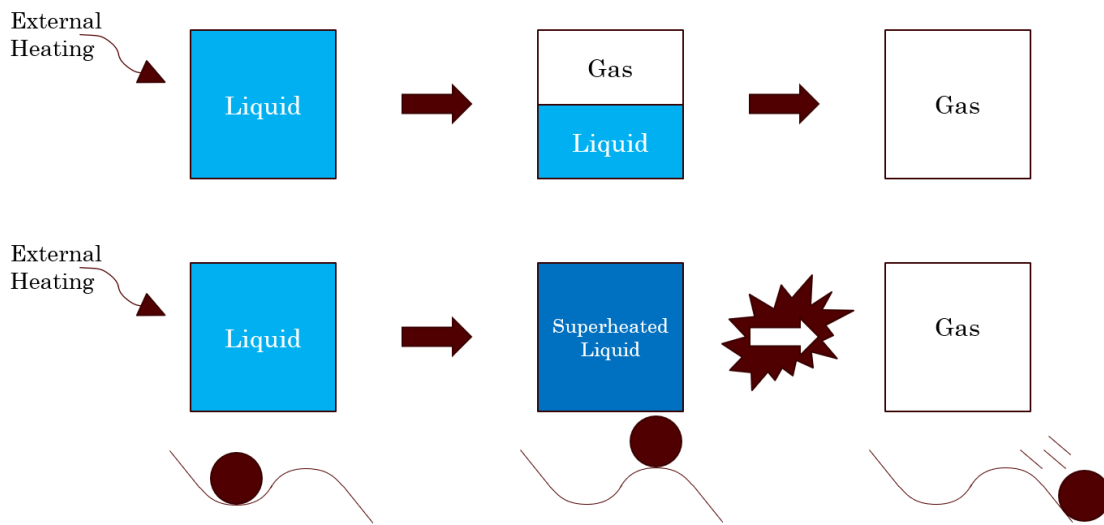 External
Heating
Liquid
Gas
Liquid
Gas
External
Heating
Liquid
Superheated
Liquid
Gas